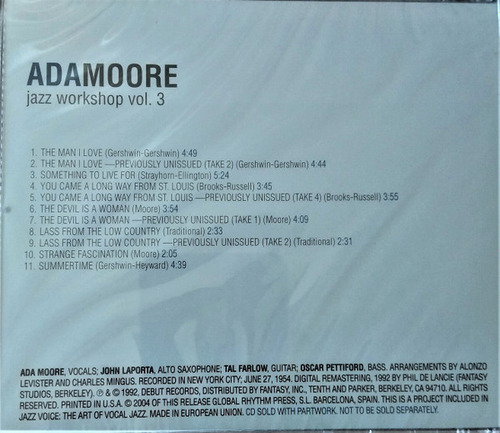 ADAMOORE
jazz workshop vol. 3
1. THE MAN I LOVE (Gershwin-Gershwin) 4:49
2. THE MAN I LOVE—PREVIOUSLY UNISSUED (TAKE 2) (Gershwin-Gershwin) 4:44
3. SOMETHING TO LIVE FOR (Strayhorn-Ellington) 5:24
4. YOU CAME A LONG WAY FROM ST. LOUIS (Brooks-Russell) 3:45
5. YOU CAME A LONG WAY FROM ST. LOUIS—PREVIOUSLY UNISSUED (TAKE 4) (Brooks-Russell) 3:55
6. THE DEVIL IS A WOMAN (Moore) 3:54
7. THE DEVIL IS A WOMAN—PREVIOUSLY UNISSUED (TAKE 1) (Moore) 4:09
8. LASS FROM THE LOW COUNTRY (Traditional) 2:33
9. LASS FROM THE LOW COUNTRY—PREVIOUSLY UNISSUED (TAKE 2) (Traditional) 2:31
10. STRANGE FASCINATION (Moore) 2:05
11. SUMMERTIME (Gershwin-Heyward) 4:39
ADA MOORE, VOCALS; JOHN LAPORTA, ALTO SAXOPHONE; TAL FARLOW, GUITAR; OSCAR PETTIFORD, BASS. ARRANGEMENTS BY ALONZO
LEVISTER AND CHARLES MINGUS. RECORDED IN NEW YORK CITY; JUNE 27, 1954. DIGITAL REMASTERING, 1992 BY PHIL DE LANCIE (FANTASY
STUDIOS, BERKELEY). ℗ & © 1992, DEBUT RECORDS, DISTRIBUTED BY FANTASY, INC., TENTH AND PARKER, BERKELEY, CA 94710. ALL RIGHTS
RESERVED. PRINTED IN U.S.A. © 2004 OF THIS RELEASE GLOBAL RHYTHM PRESS, S.L. BARCELONA, SPAIN. THIS IS A PROJECT INCLUDED IN
JAZZ VOICE: THE ART OF VOCAL JAZZ. MADE IN EUROPEAN UNION. CD SOLD WITH PARTWORK. NOT TO BE SOLD SEPARATELY.